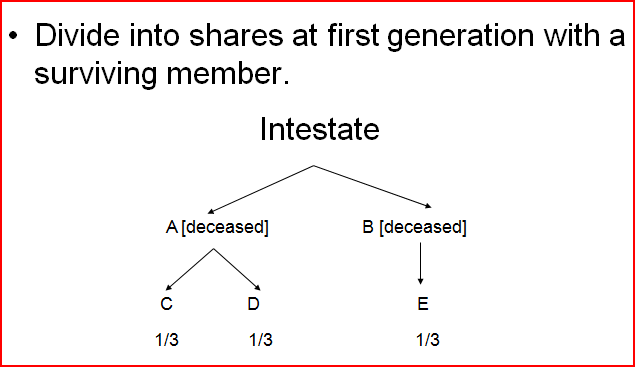 • Divide into shares at first generation with a
surviving member.
Intestate
A [deceased] B [deceased]
C D E
1/3 1/3 1/3